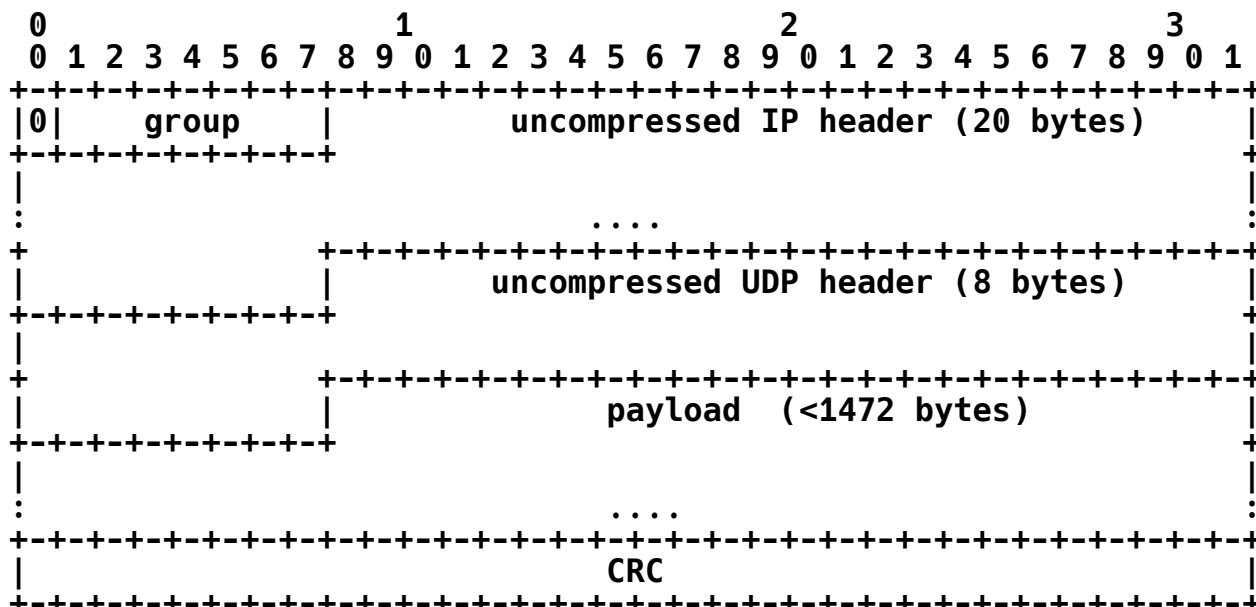 0                   1                   2                   3
 0 1 2 3 4 5 6 7 8 9 0 1 2 3 4 5 6 7 8 9 0 1 2 3 4 5 6 7 8 9 0 1
+-+-+-+-+-+-+-+-+-+-+-+-+-+-+-+-+-+-+-+-+-+-+-+-+-+-+-+-+-+-+-+-+
|0|    group    |         uncompressed IP header (20 bytes)     |
+-+-+-+-+-+-+-+-+                                               +
|                                                               |
:                             ....                              :
+               +-+-+-+-+-+-+-+-+-+-+-+-+-+-+-+-+-+-+-+-+-+-+-+-+
|               |        uncompressed UDP header (8 bytes)      |
+-+-+-+-+-+-+-+-+                                               +
|                                                               |
+               +-+-+-+-+-+-+-+-+-+-+-+-+-+-+-+-+-+-+-+-+-+-+-+-+
|               |              payload  (<1472 bytes)           |
+-+-+-+-+-+-+-+-+                                               +
|                                                               |
:                              ....                             :
+-+-+-+-+-+-+-+-+-+-+-+-+-+-+-+-+-+-+-+-+-+-+-+-+-+-+-+-+-+-+-+-+
|                              CRC                              |
+-+-+-+-+-+-+-+-+-+-+-+-+-+-+-+-+-+-+-+-+-+-+-+-+-+-+-+-+-+-+-+-+